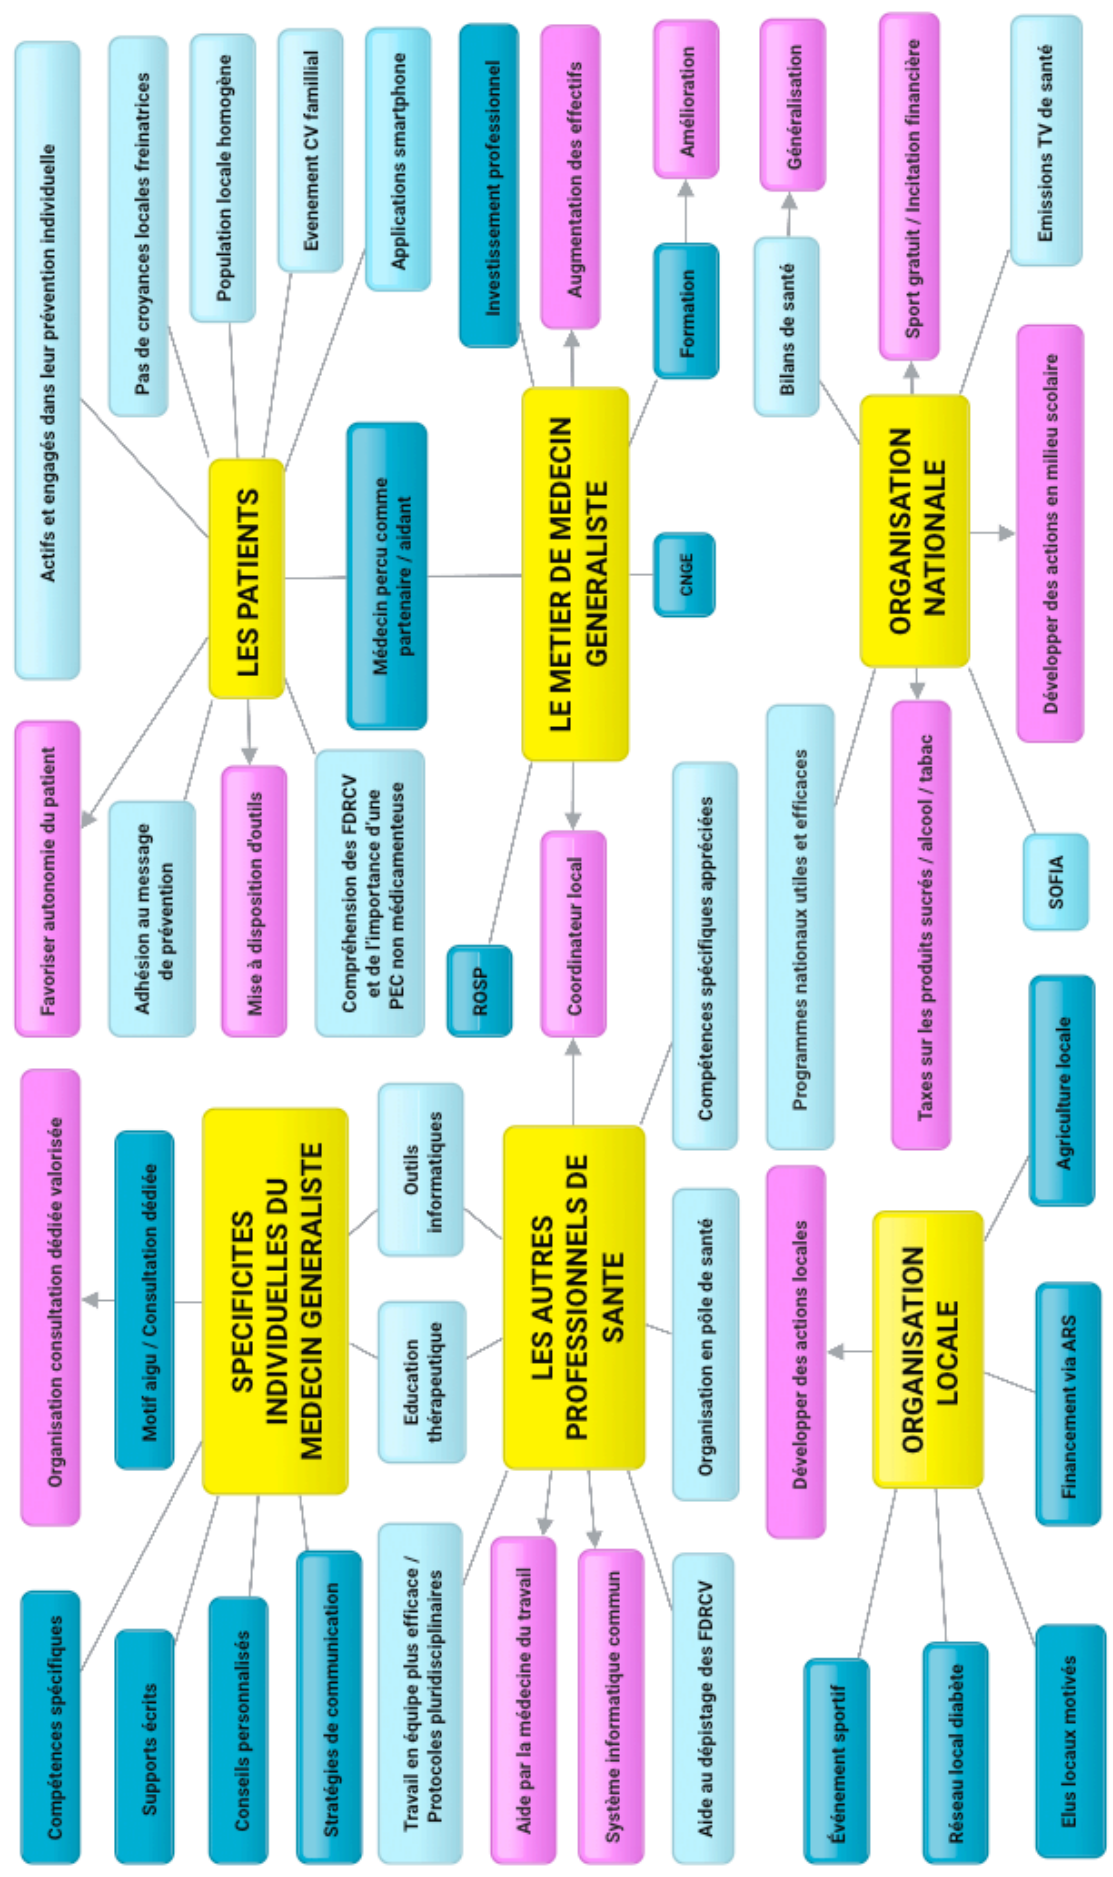 Compétences spécifiques
Organisation consultation dédiée valorisée
Favoriser autonomie du patient
Actifs et engagés dans leur prévention individuelle
Supports écrits
Motif aigu / Consultation dédiée
Adhésion au message
de prévention
Pas de croyances locales freinatrices
Conseils personnalisés
SPECIFICITES
INDIVIDUELLES DU
MEDECIN GENERALISTE
Mise à disposition d'outils
LES PATIENTS
Population locale homogène
Evenement CV famillial
Stratégies de communication
Compréhension des FDRCV
et de l'importance d'une
PEC non médicamenteuse
Médecin percu comme
partenaire / aidant
Applications smartphone
Travail en équipe plus efficace /
Protocoles pluridisciplinaires
Education
thérapeutique
Outils
informatiques
ROSP
Investissement professionnel
Aide par la médecine du travail
LES AUTRES
PROFESSIONNELS DE
SANTE
Coordinateur local
LE METIER DE MEDECIN
GENERALISTE
Augmentation des effectifs
Système informatique commun
Aide au dépistage des FDRCV
Organisation en pôle de santé
Compétences spécifiques appréciées
CNGE
Formation
Amélioration
Développer des actions locales
Programmes nationaux utiles et efficaces
Bilans de santé
Généralisation
Événement sportif
ORGANISATION
LOCALE
Taxes sur les produits sucrés / alcool / tabac
ORGANISATION
NATIONALE
Sport gratuit / Incitation financière
Réseau local diabète
Elus locaux motivés
Financement via ARS
Agriculture locale
SOFIA
Développer des actions en milieu scolaire
Emissions TV de santé